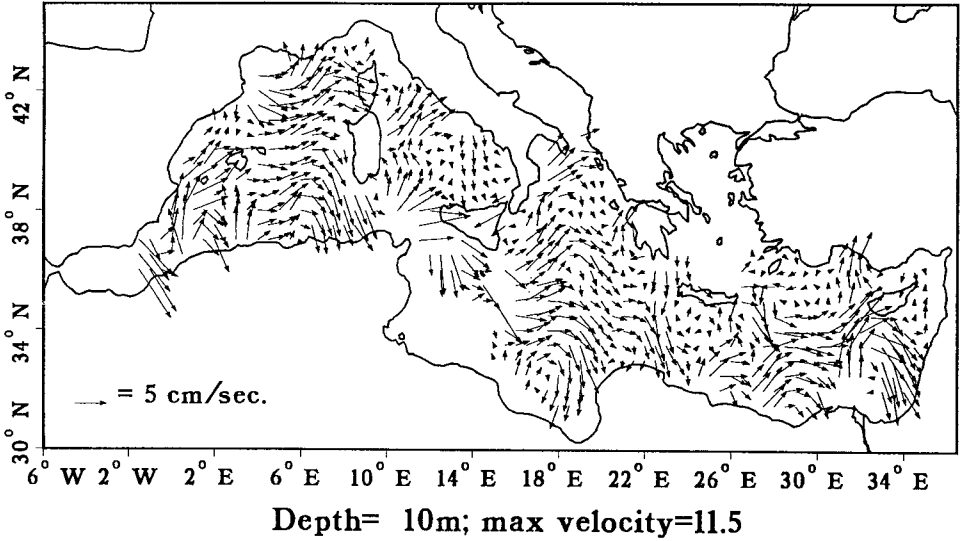 42° N
38° N
34° N
30° N
= 5 cm/sec.
6° W 2° W 2° E 6° E 10° E 14° E 18° E 22° E 26° E 30° E 34° E
Depth= 10m; max velocity=11.5